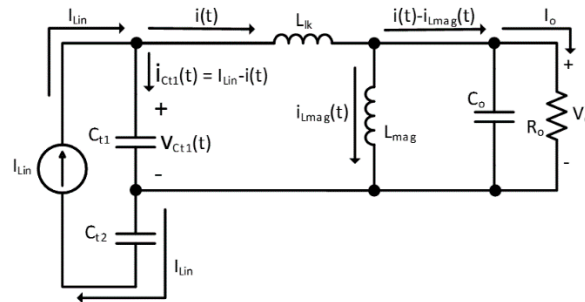 I_Lin
i(t)
L_lk
i(t)-i_Lmag(t)
I_o
i_Ct1(t) = I_Lin-i(t)
+
+
i_Lmag(t)
C_o
V
C_t1
V_Ct1(t)
L_mag
R_o
I_Lin
-
-
C_t2
I_Lin